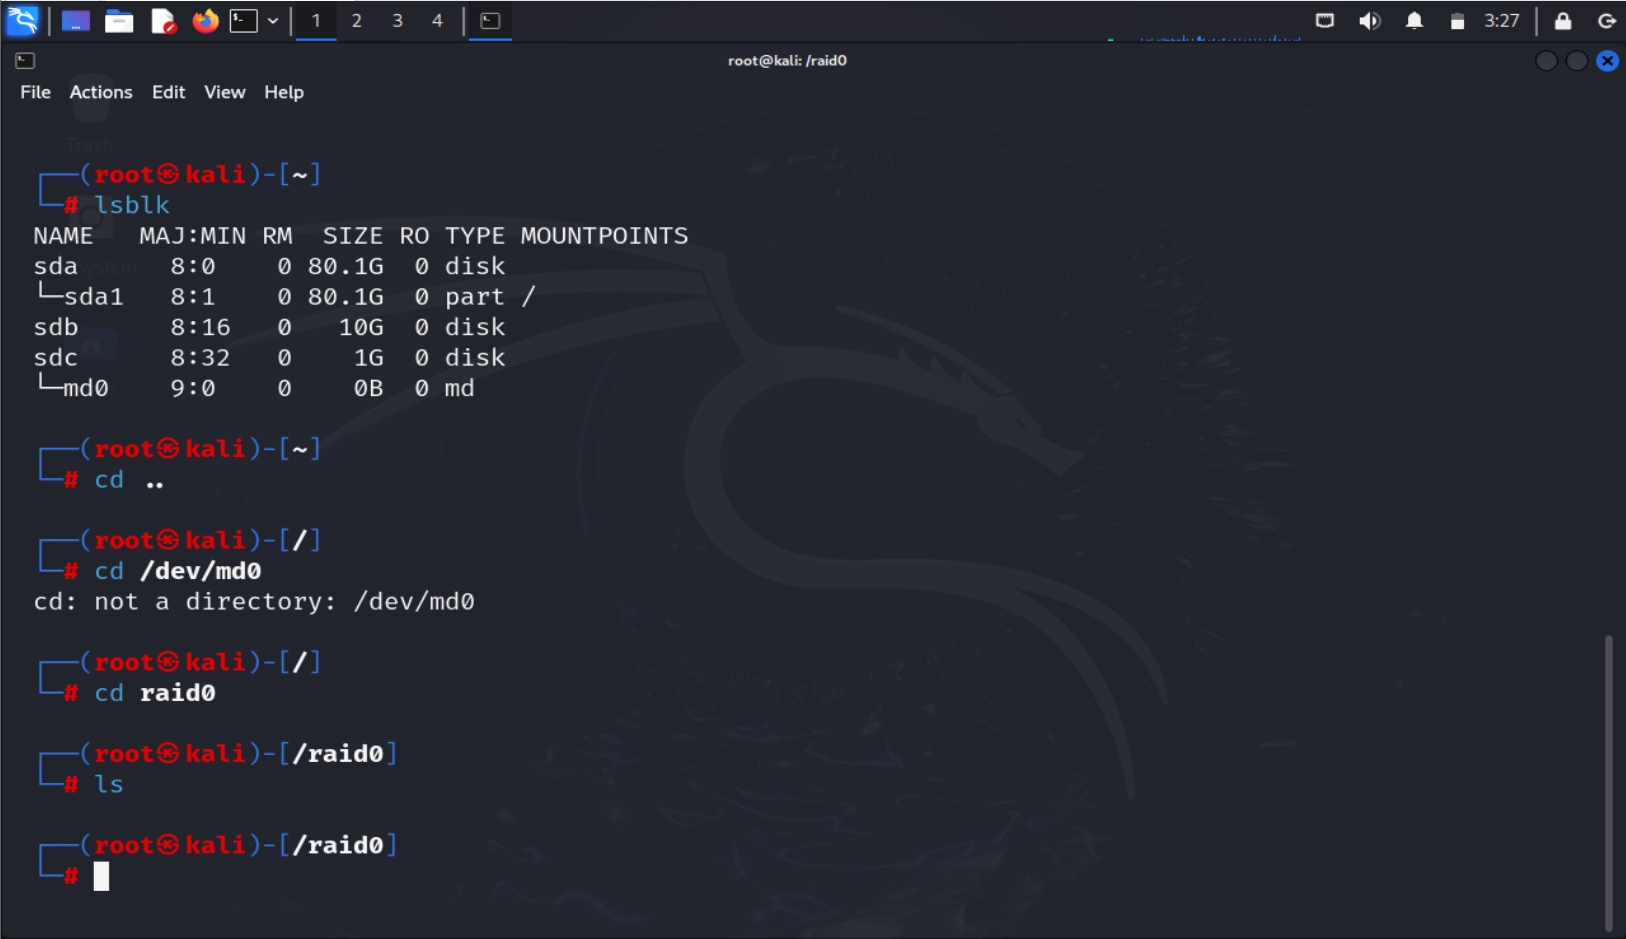 1 2 3 4 3:27
root@kali: /raid0
File Actions Edit View Help
Trash
┌──(root㉿kali)-[~]
└─# lsblk
NAME   MAJ:MIN RM  SIZE RO TYPE MOUNTPOINTS
sda      8:0    0 80.1G  0 disk
System
└─sda1   8:1    0 80.1G  0 part /
sdb      8:16   0   10G  0 disk
sdc      8:32   0    1G  0 disk
└─md0    9:0    0    0B  0 md
┌──(root㉿kali)-[~]
└─# cd ..
┌──(root㉿kali)-[/]
└─# cd /dev/md0
cd: not a directory: /dev/md0
┌──(root㉿kali)-[/]
└─# cd raid0
┌──(root㉿kali)-[/raid0]
└─# ls
┌──(root㉿kali)-[/raid0]
└─#